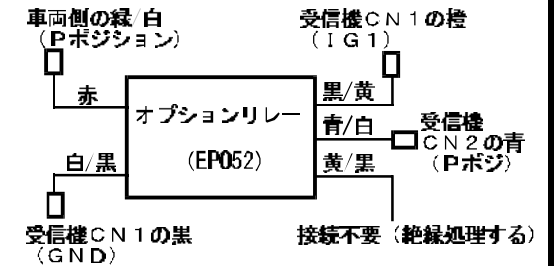 車両側の緑/白
(Pポジション)
受信機CN1の橙
(IG1)
赤
黒/黄
オプションリレー
(EP052)
青/白
受信機
CN2の青
(Pポジ)
白/黒
黄/黒
受信機CN1の黒
(GND)
接続不要(絶縁処理する)